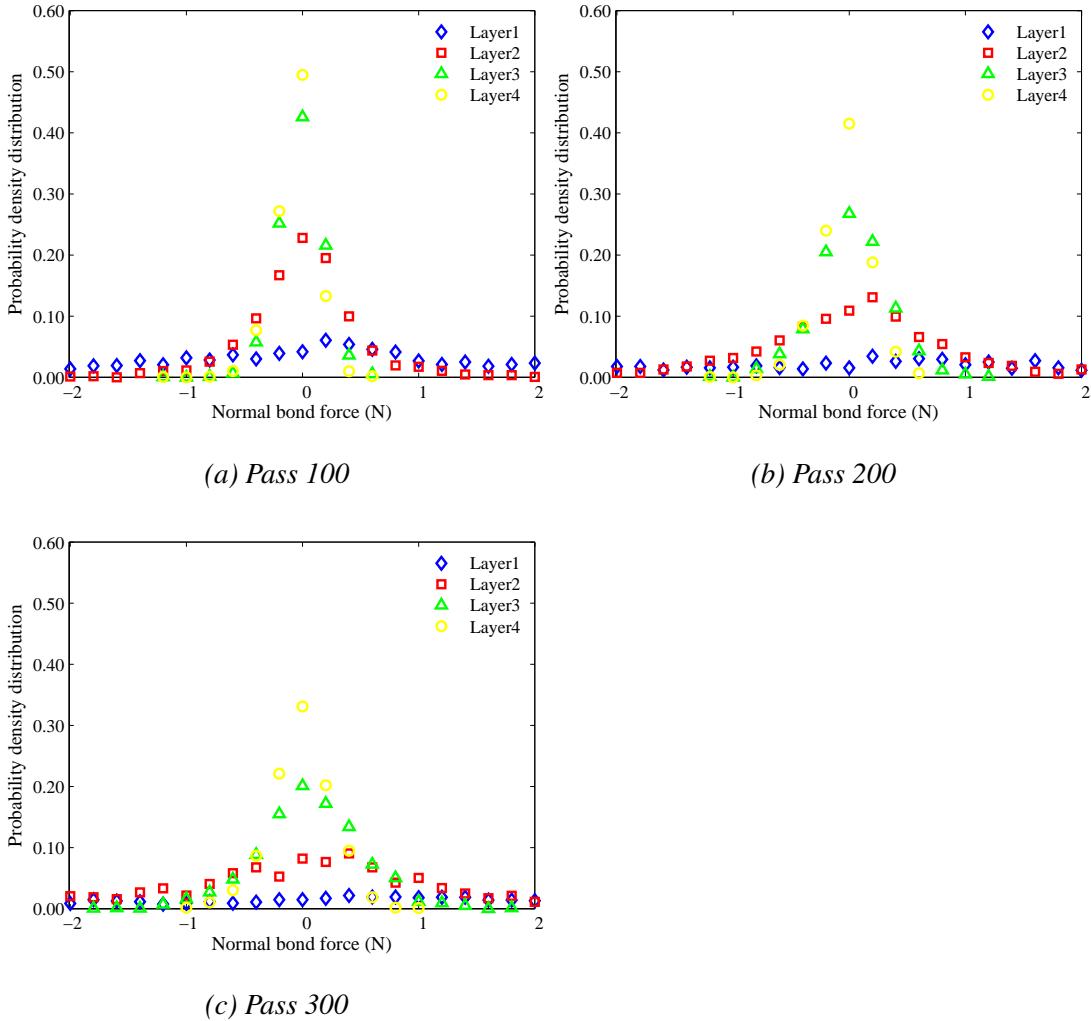 0.60
0.50
0.40
0.30
0.20
0.10
0.00
−2
−1
0
1
2
Normal bond force (N)
Probability density distribution
Layer1
Layer2
Layer3
Layer4
(a) Pass 100
0.60
0.50
0.40
0.30
0.20
0.10
0.00
−2
−1
0
1
2
Normal bond force (N)
Probability density distribution
Layer1
Layer2
Layer3
Layer4
(b) Pass 200
0.60
0.50
0.40
0.30
0.20
0.10
0.00
−2
−1
0
1
2
Normal bond force (N)
Probability density distribution
Layer1
Layer2
Layer3
Layer4
(c) Pass 300